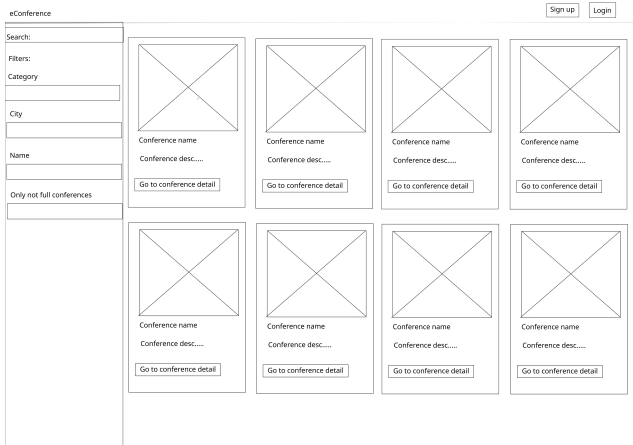 eConference
Sign up
Login
Search:
Filters:
Category
City
Name
Only not full conferences
Conference name
Conference desc.....
Go to conference detail
Conference name
Conference desc.....
Go to conference detail
Conference name
Conference desc.....
Go to conference detail
Conference name
Conference desc.....
Go to conference detail
Conference name
Conference desc.....
Go to conference detail
Conference name
Conference desc.....
Go to conference detail
Conference name
Conference desc.....
Go to conference detail
Conference name
Conference desc.....
Go to conference detail